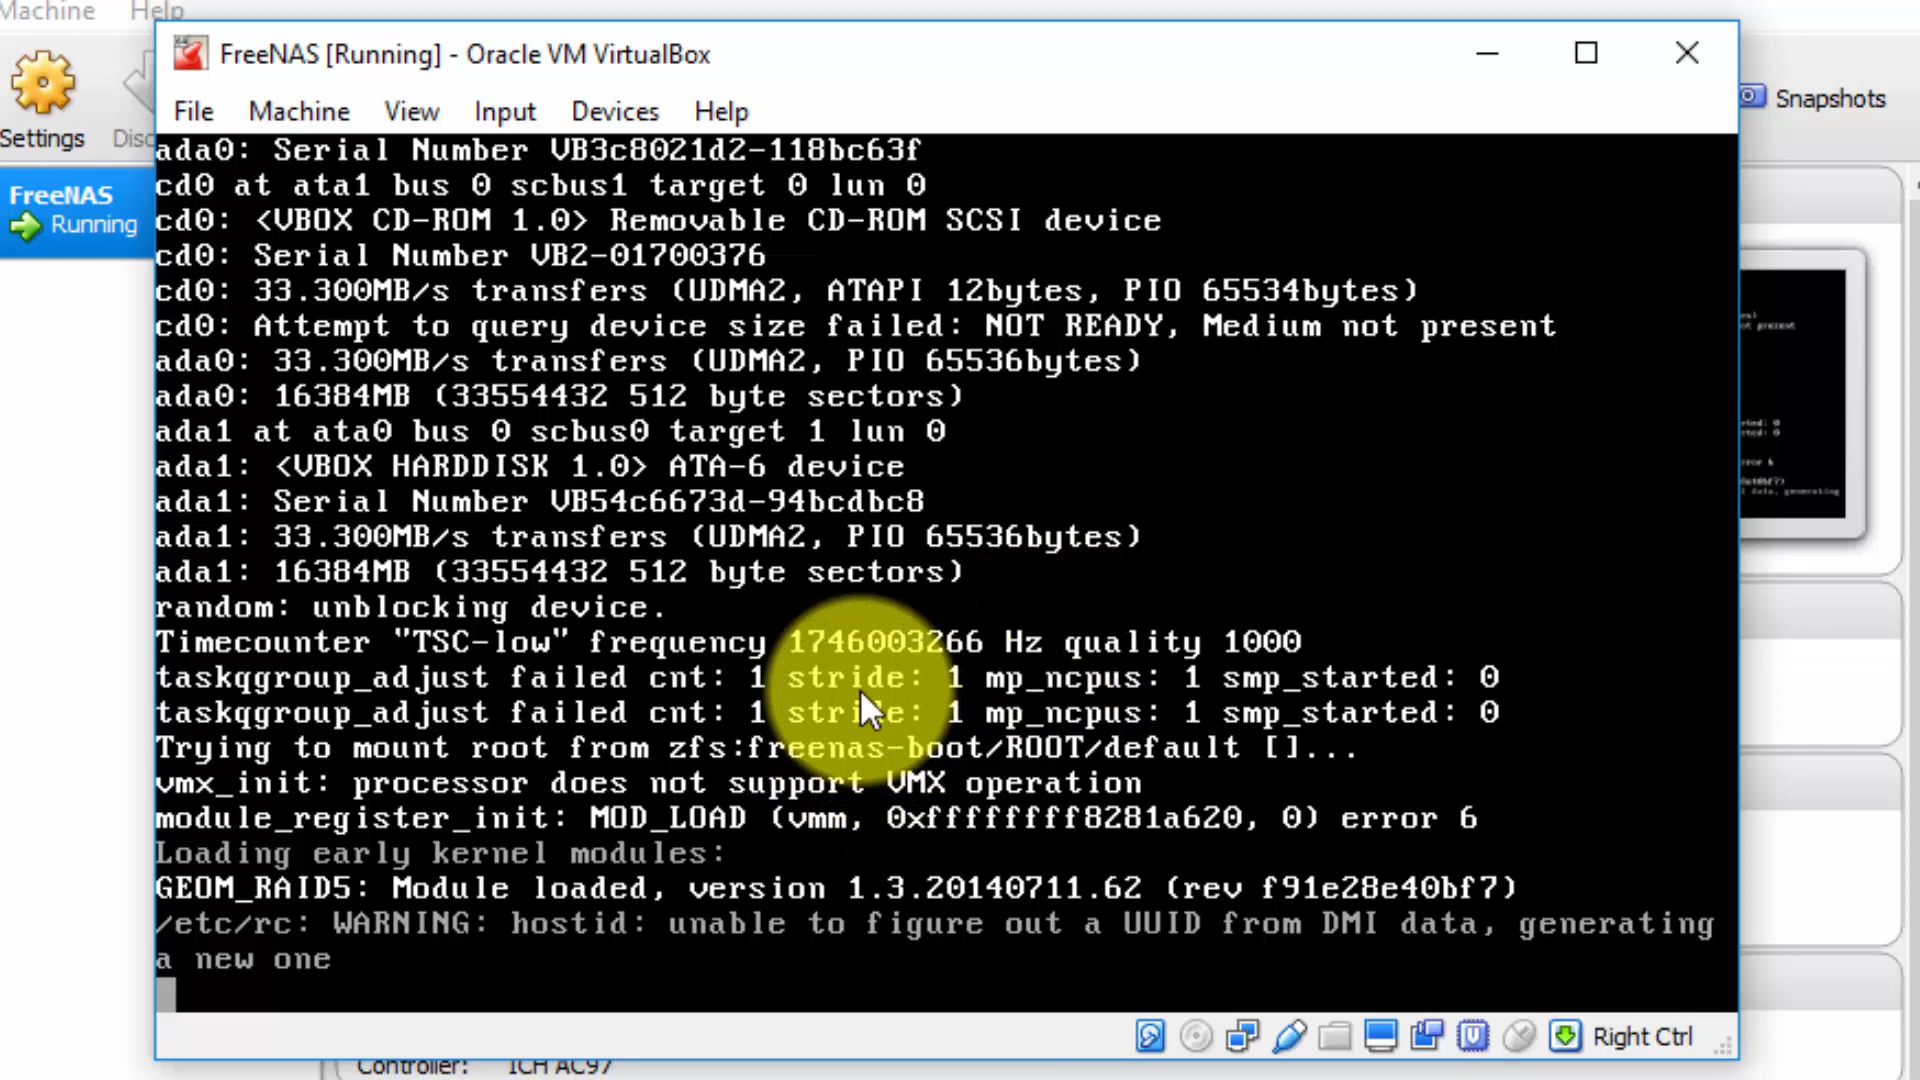 Machine Help
FreeNAS [Running] - Oracle VM VirtualBox
File Machine View Input Devices Help
Settings
Disc
Snapshots
FreeNAS
Running
ada0: Serial Number VB3c8021d2-118bc63f
cd0 at ata1 bus 0 scbus1 target 0 lun 0
cd0: <VBOX CD-ROM 1.0> Removable CD-ROM SCSI device
cd0: Serial Number VB2-01700376
cd0: 33.300MB/s transfers (UDMA2, ATAPI 12bytes, PIO 65534bytes)
cd0: Attempt to query device size failed: NOT READY, Medium not present
ada0: 33.300MB/s transfers (UDMA2, PIO 65536bytes)
ada0: 16384MB (33554432 512 byte sectors)
ada1 at ata0 bus 0 scbus0 target 1 lun 0
ada1: <VBOX HARDDISK 1.0> ATA-6 device
ada1: Serial Number VB54c6673d-94bcdbc8
ada1: 33.300MB/s transfers (UDMA2, PIO 65536bytes)
ada1: 16384MB (33554432 512 byte sectors)
random: unblocking device.
Timecounter "TSC-low" frequency 1746003266 Hz quality 1000
taskqgroup_adjust failed cnt: 1 stride: 1 mp_ncpus: 1 smp_started: 0
taskqgroup_adjust failed cnt: 1 stride: 1 mp_ncpus: 1 smp_started: 0
Trying to mount root from zfs:freenas-boot/ROOT/default []...
vmx_init: processor does not support VMX operation
module_register_init: MOD_LOAD (vmm, 0xffffffff8281a620, 0) error 6
Loading early kernel modules:
GEOM_RAID5: Module loaded, version 1.3.20140711.62 (rev f91e28e40bf7)
/etc/rc: WARNING: hostid: unable to figure out a UUID from DMI data, generating
a new one
Right Ctrl
Controller: ICH AC97